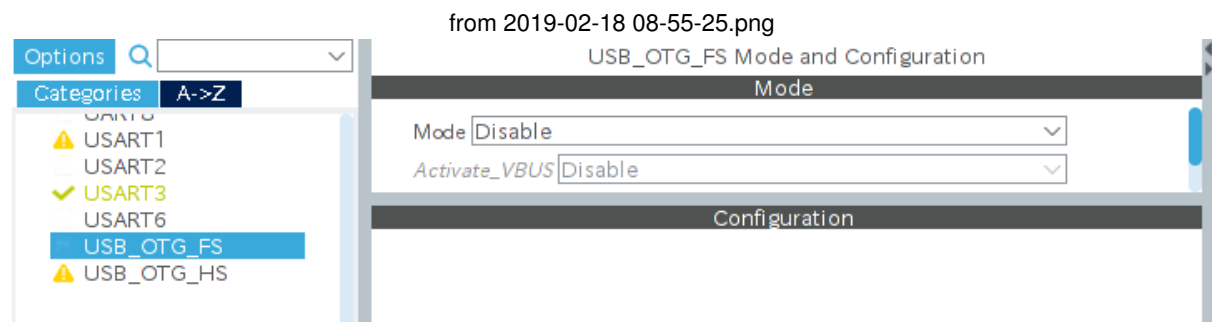 from 2019-02-18 08-55-25.png
Options
USB_OTG_FS Mode and Configuration
Categories A->Z
Mode
USART1
Mode Disable
USART2
Activate_VBUS Disable
USART3
USART6
Configuration
USB_OTG_FS
USB_OTG_HS